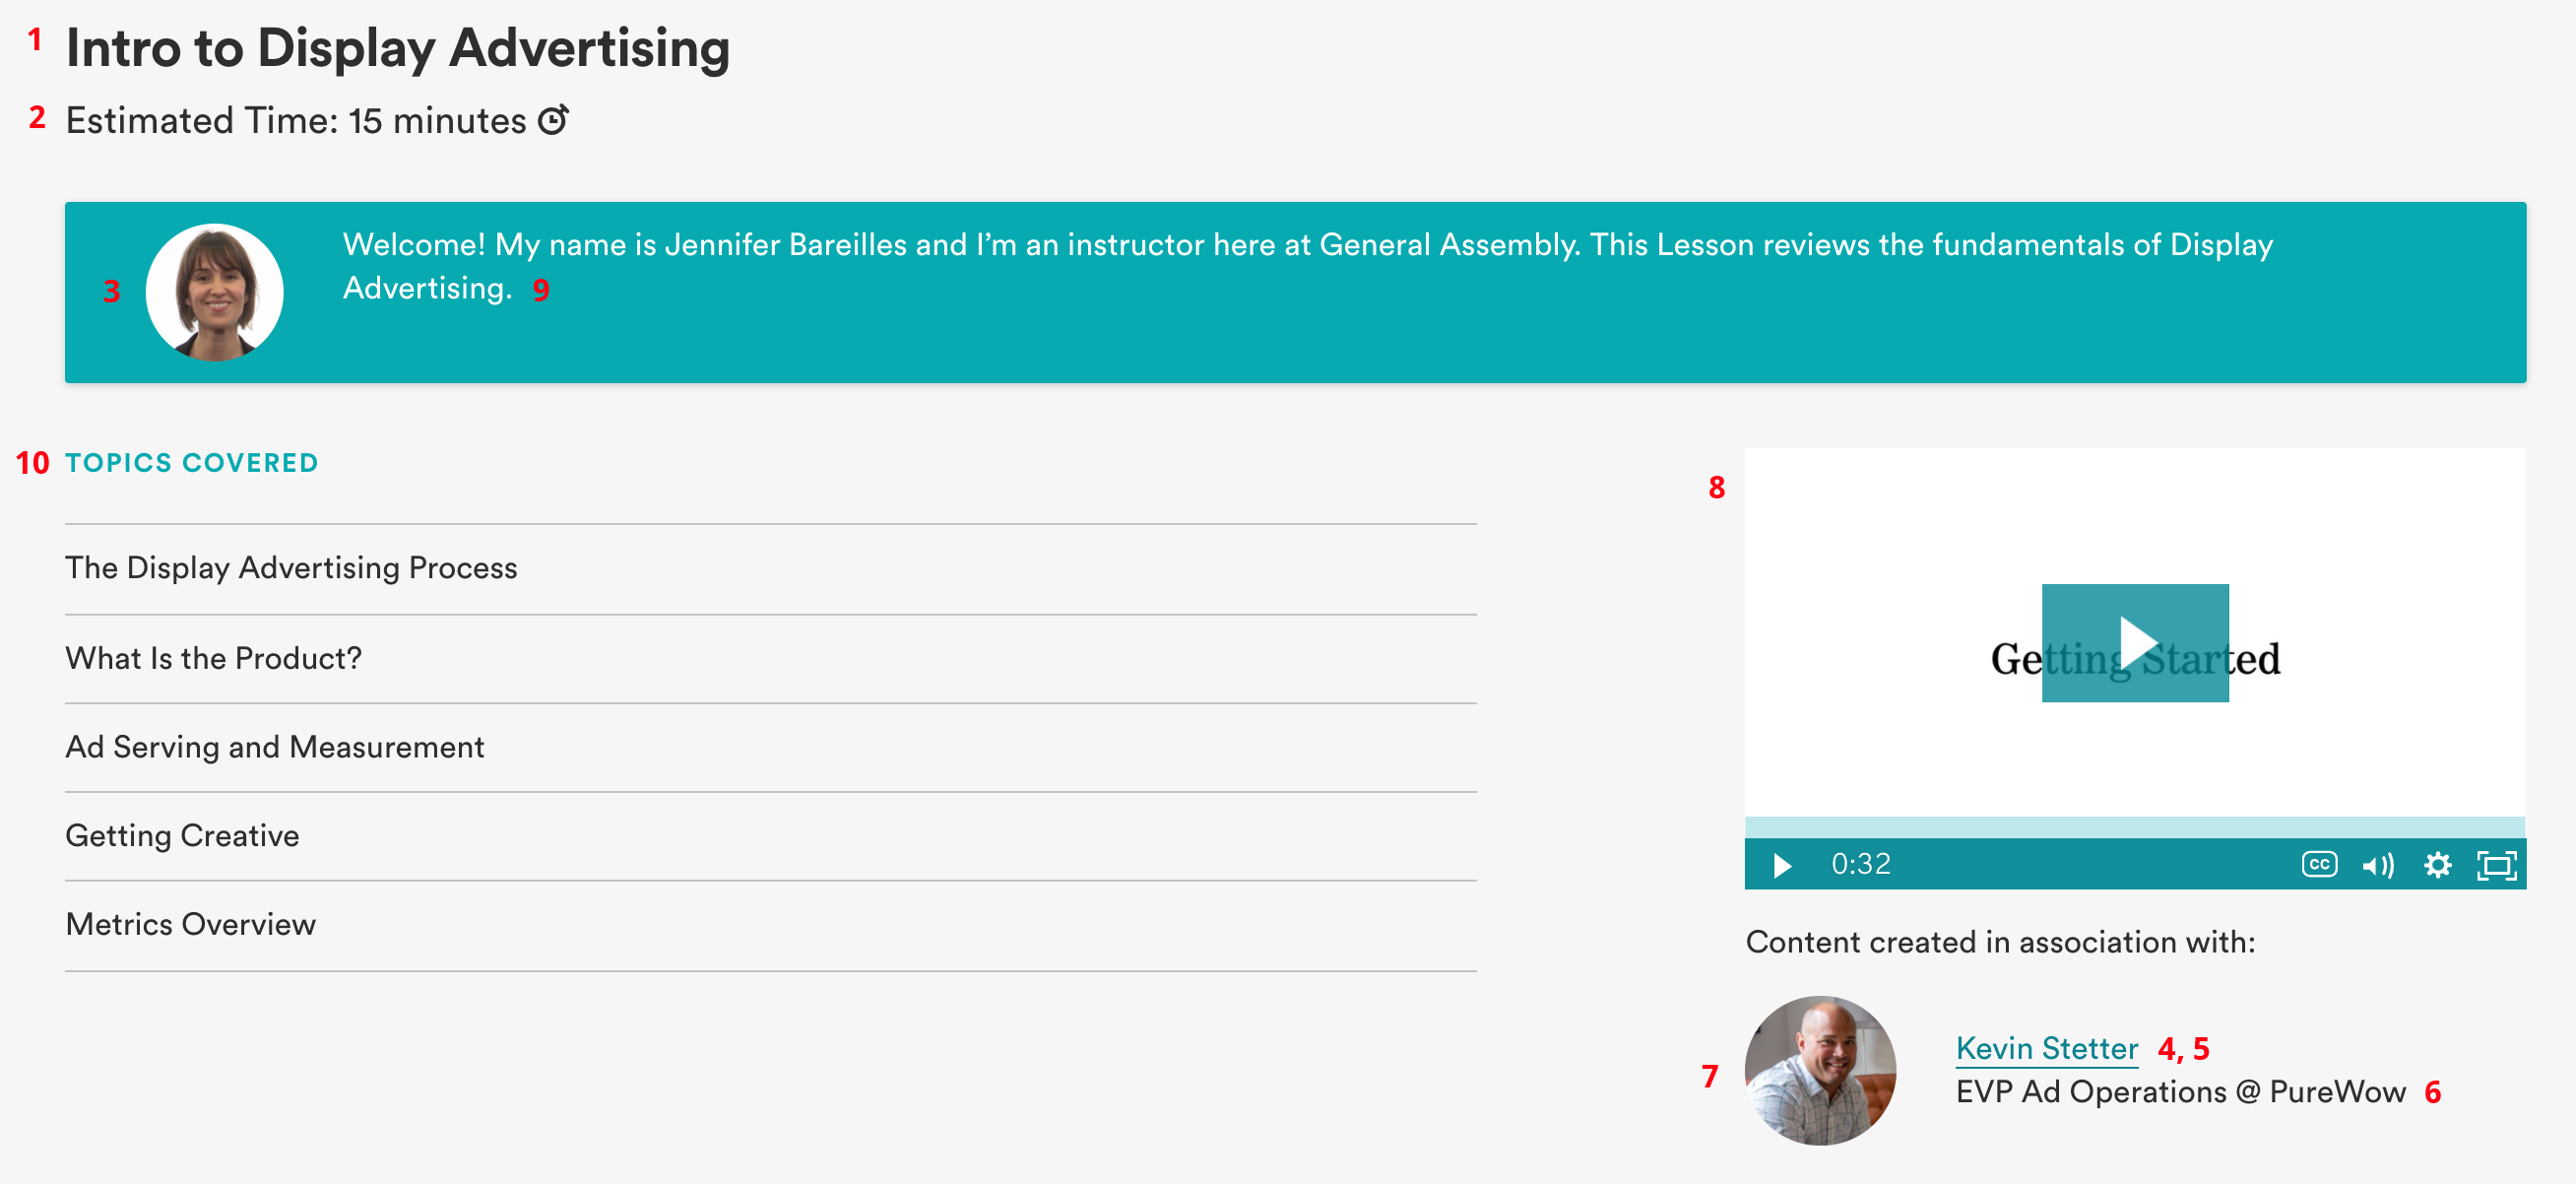 1 Intro to Display Advertising
2 Estimated Time: 15 minutes
3
Welcome! My name is Jennifer Bareilles and I’m an instructor here at General Assembly. This Lesson reviews the fundamentals of Display
Advertising. 9
10 TOPICS COVERED
The Display Advertising Process
What Is the Product?
Ad Serving and Measurement
Getting Creative
Metrics Overview
8
Getting Started
0:32
CC
Content created in association with:
7
Kevin Stetter 4, 5
EVP Ad Operations @ PureWow 6